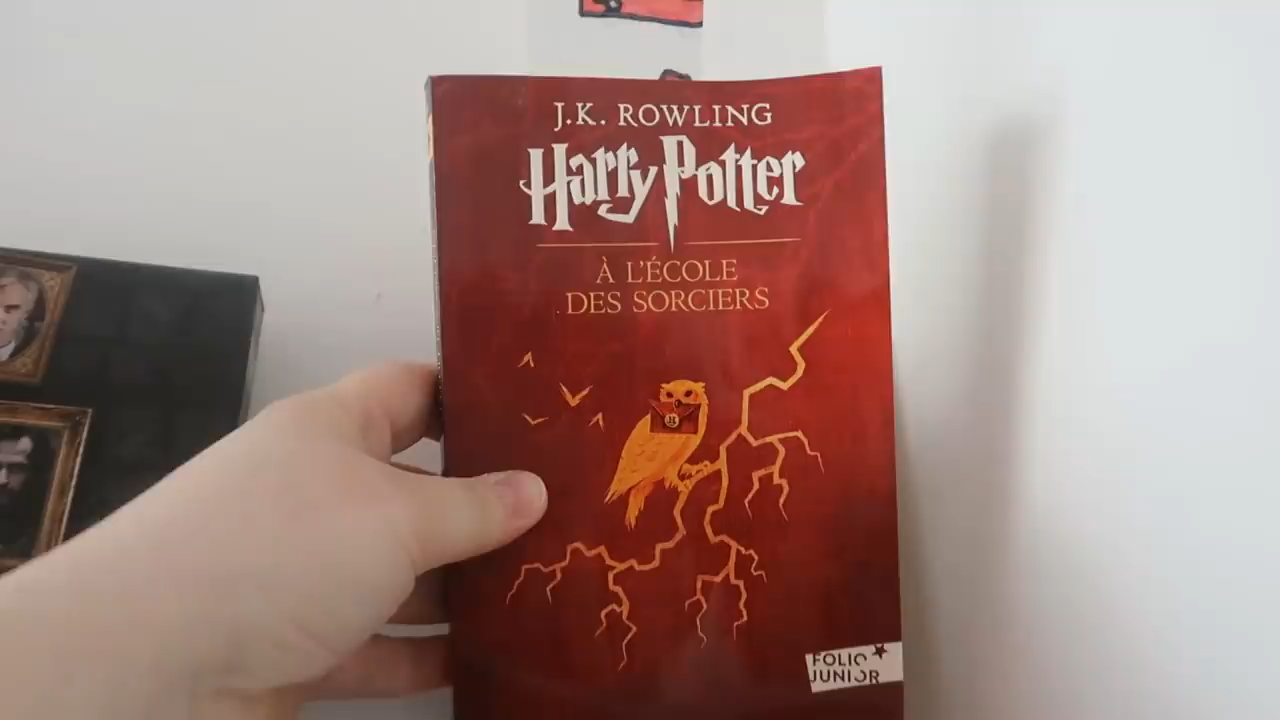 J.K. ROWLING
Harry Potter
À L'ÉCOLE
DES SORCIERS
FOLIO
JUNIOR